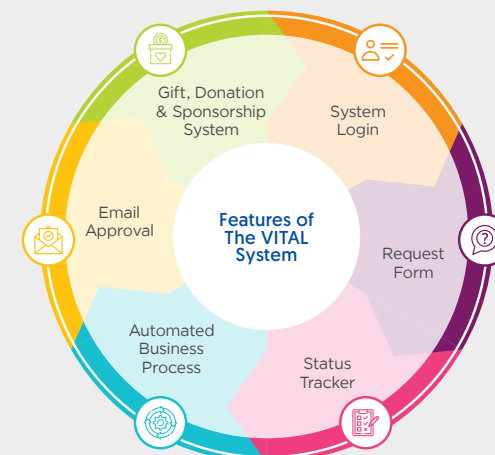 Gift, Donation
& Sponsorship
System
System
Login
Request
Form
Status
Tracker
Automated
Business
Process
Email
Approval
Features of
The VITAL
System